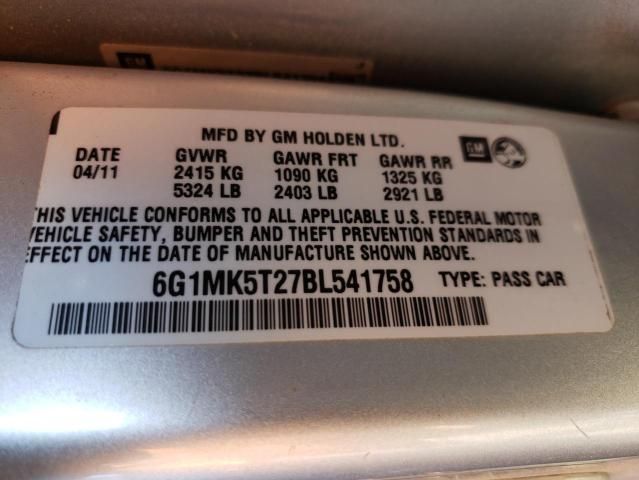 MFD BY GM HOLDEN LTD.
DATE GVWR GAWR FRT GAWR RR GM
04/11 2415 KG 1090 KG 1325 KG
5324 LB 2403 LB 2921 LB
THIS VEHICLE CONFORMS TO ALL APPLICABLE U.S. FEDERAL MOTOR
VEHICLE SAFETY, BUMPER AND THEFT PREVENTION STANDARDS IN
EFFECT ON THE DATE OF MANUFACTURE SHOWN ABOVE.
6G1MK5T27BL541758 TYPE: PASS CAR